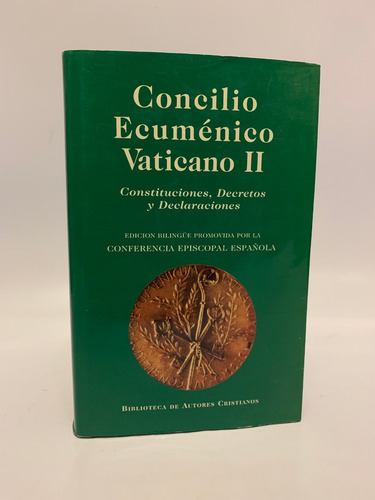 Concilio
Ecuménico
Vaticano II
Constituciones, Decretos
y Declaraciones
EDICION BILINGÜE PROMOVIDA POR LA
CONFERENCIA EPISCOPAL ESPAÑOLA
BIBLIOTECA DE AUTORES CRISTIANOS